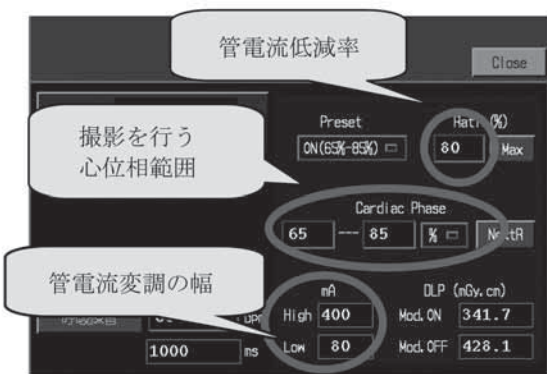 管電流低減率
Close
Preset
(%)
ON(65%-85%)
80
Max
撮影を行う
心位相範囲
Cardiac Phase
65 --- 85 %
管電流変調の幅
mA
DLP (mGy.cm)
High 400
Mod.ON 341.7
1000 ms
Low 80
Mod.OFF 428.1